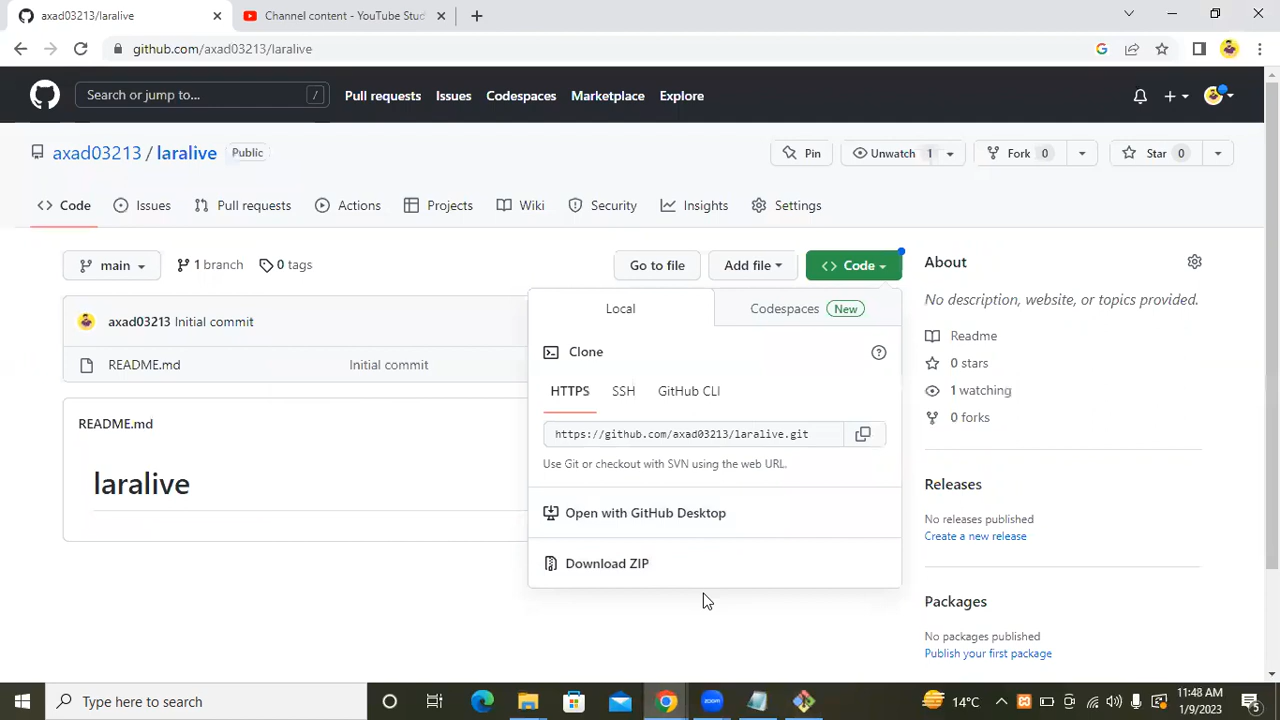 axad03213/laralive
Channel content - YouTube Stud
github.com/axad03213/laralive
Search or jump to...
/
Pull requests
Issues
Codespaces
Marketplace
Explore
axad03213 / laralive
Public
Pin
Unwatch 1
Fork 0
Star 0
Code
Issues
Pull requests
Actions
Projects
Wiki
Security
Insights
Settings
main
1 branch
0 tags
Go to file
Add file
Code
axad03213 Initial commit
README.md
Initial commit
README.md
laralive
Local
Codespaces New
Clone
HTTPS
SSH
GitHub CLI
https://github.com/axad03213/laralive.git
Use Git or checkout with SVN using the web URL.
Open with GitHub Desktop
Download ZIP
About
No description, website, or topics provided.
Readme
0 stars
1 watching
0 forks
Releases
No releases published
Create a new release
Packages
No packages published
Publish your first package
Type here to search
zoom
14°C
11:48 AM
1/9/2023
5